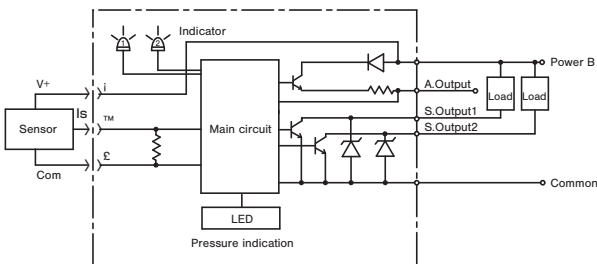 Indicator
1
2
Power B
V+
i
A.Output
Load
Load
Is
™
S.Output1
Sensor
Main circuit
S.Output2
£
Com
Common
LED
Pressure indication